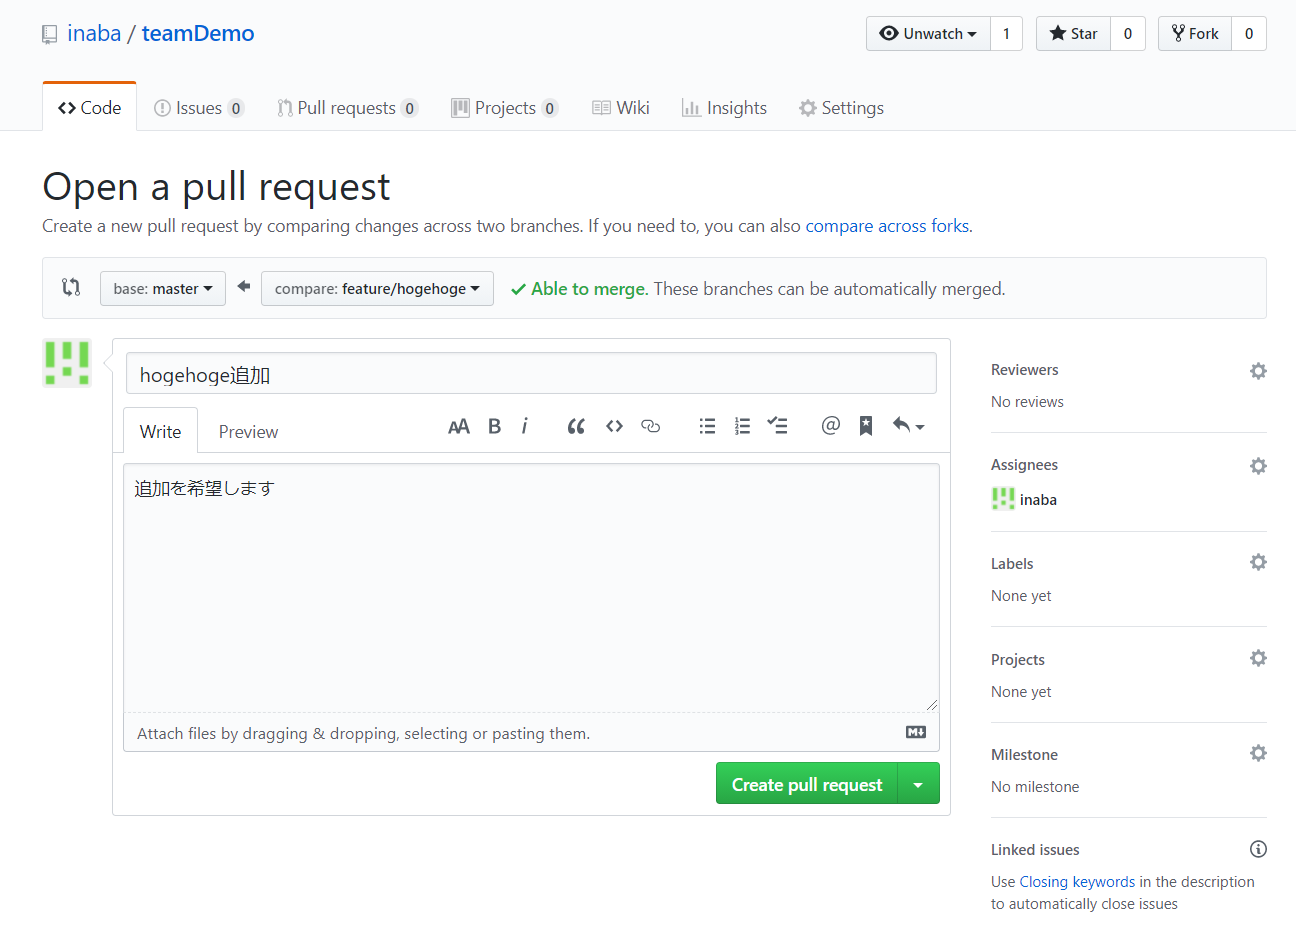 inaba / teamDemo
Unwatch 1 Star 0 Fork 0
Code Issues 0 Pull requests 0 Projects 0 Wiki Insights Settings
Open a pull request
Create a new pull request by comparing changes across two branches. If you need to, you can also compare across forks.
base: master compare: feature/hogehoge Able to merge. These branches can be automatically merged.
hogehoge追加
Write Preview AA B i
追加を希望します
Attach files by dragging & dropping, selecting or pasting them.
Create pull request
Reviewers
No reviews
Assignees
inaba
Labels
None yet
Projects
None yet
Milestone
No milestone
Linked issues
Use Closing keywords in the description
to automatically close issues